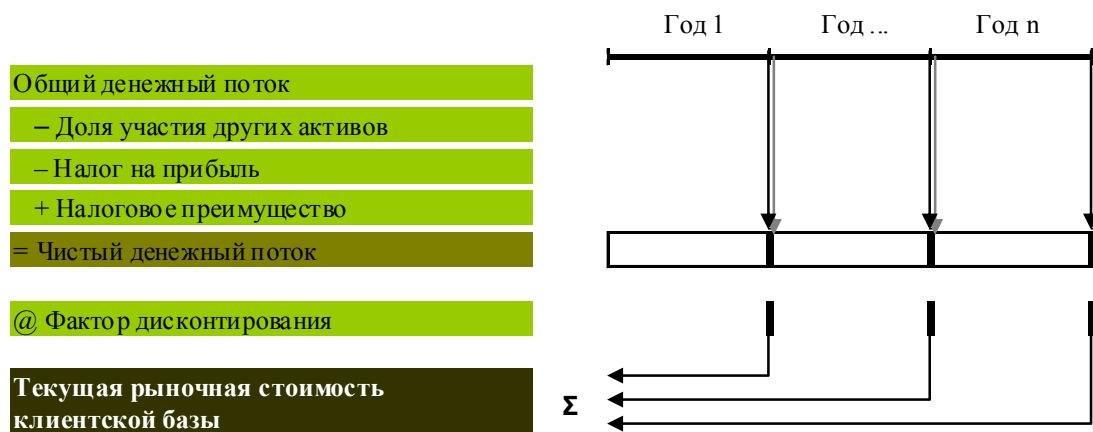 Год 1 Год ... Год n
Общий денежный поток
– Доля участия других активов
– Налог на прибыль
+ Налоговое преимущество
= Чистый денежный поток
@ Фактор дисконтирования
Текущая рыночная стоимость
клиентской базы
Σ